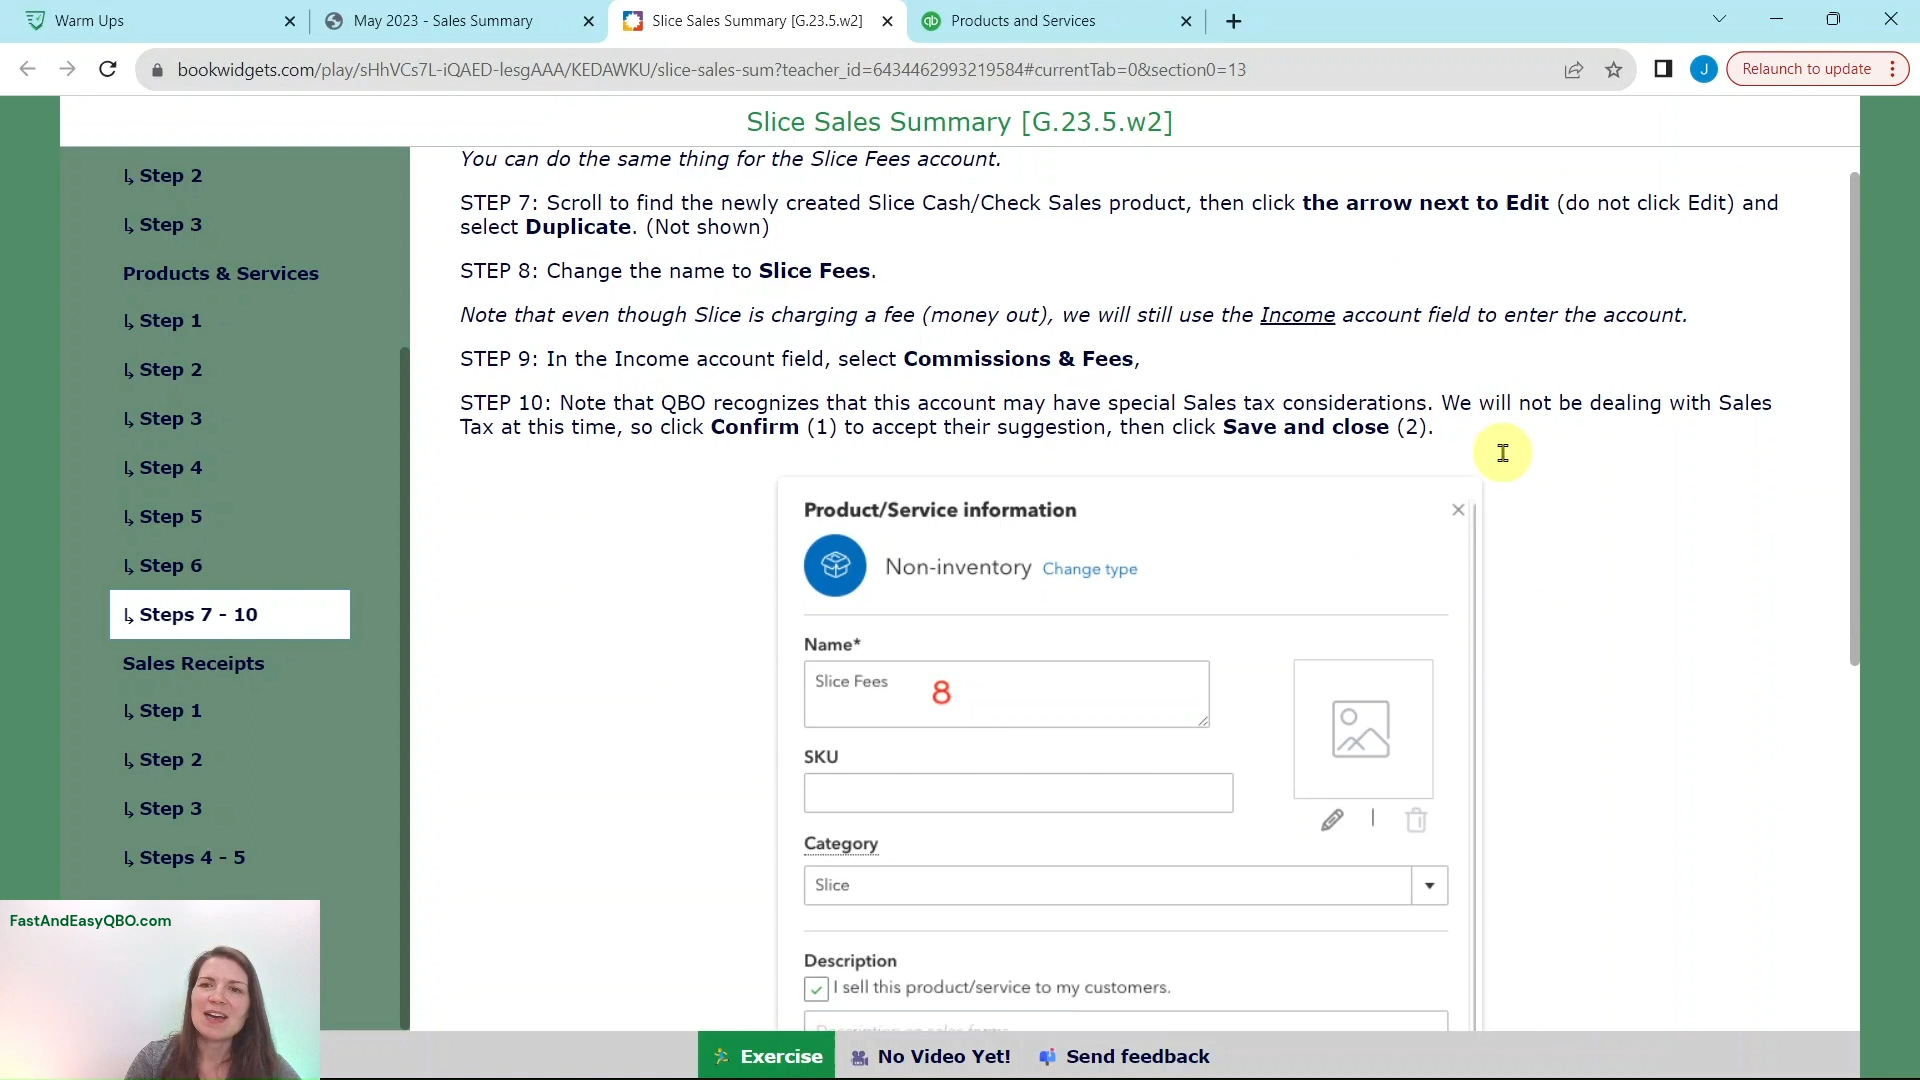 Warm Ups
May 2023 - Sales Summary
Slice Sales Summary [G.23.5.w2]
Products and Services
bookwidgets.com/play/sHhVCs7L-iQAED-lesgAAA/KEDAWKU/slice-sales-sum?teacher_id=6434462993219584#currentTab=0&section0=13
J
Relaunch to update
Slice Sales Summary [G.23.5.w2]
↳ Step 2
↳ Step 3
Products & Services
↳ Step 1
↳ Step 2
↳ Step 3
↳ Step 4
↳ Step 5
↳ Step 6
↳ Steps 7 - 10
Sales Receipts
↳ Step 1
↳ Step 2
↳ Step 3
↳ Steps 4 - 5
You can do the same thing for the Slice Fees account.
STEP 7: Scroll to find the newly created Slice Cash/Check Sales product, then click the arrow next to Edit (do not click Edit) and
select Duplicate. (Not shown)
STEP 8: Change the name to Slice Fees.
Note that even though Slice is charging a fee (money out), we will still use the Income account field to enter the account.
STEP 9: In the Income account field, select Commissions & Fees,
STEP 10: Note that QBO recognizes that this account may have special Sales tax considerations. We will not be dealing with Sales
Tax at this time, so click Confirm (1) to accept their suggestion, then click Save and close (2).
Product/Service information
Non-inventory Change type
Name*
Slice Fees
8
SKU
Category
Slice
Description
I sell this product/service to my customers.
FastAndEasyQBO.com
Exercise
No Video Yet!
Send feedback